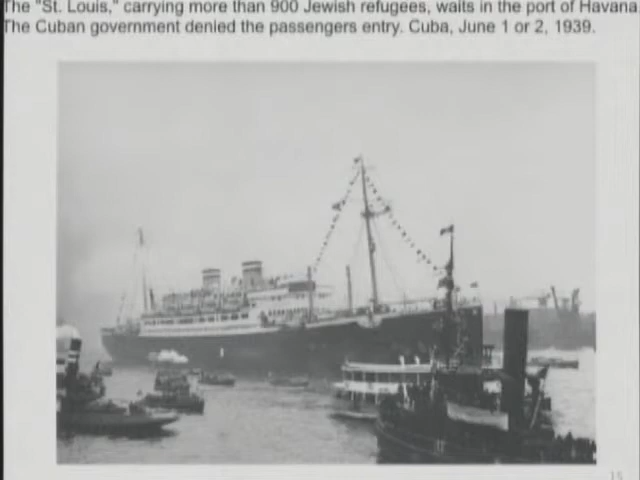 The "St. Louis," carrying more than 900 Jewish refugees, waits in the port of Havana
The Cuban government denied the passengers entry. Cuba, June 1 or 2, 1939.
15